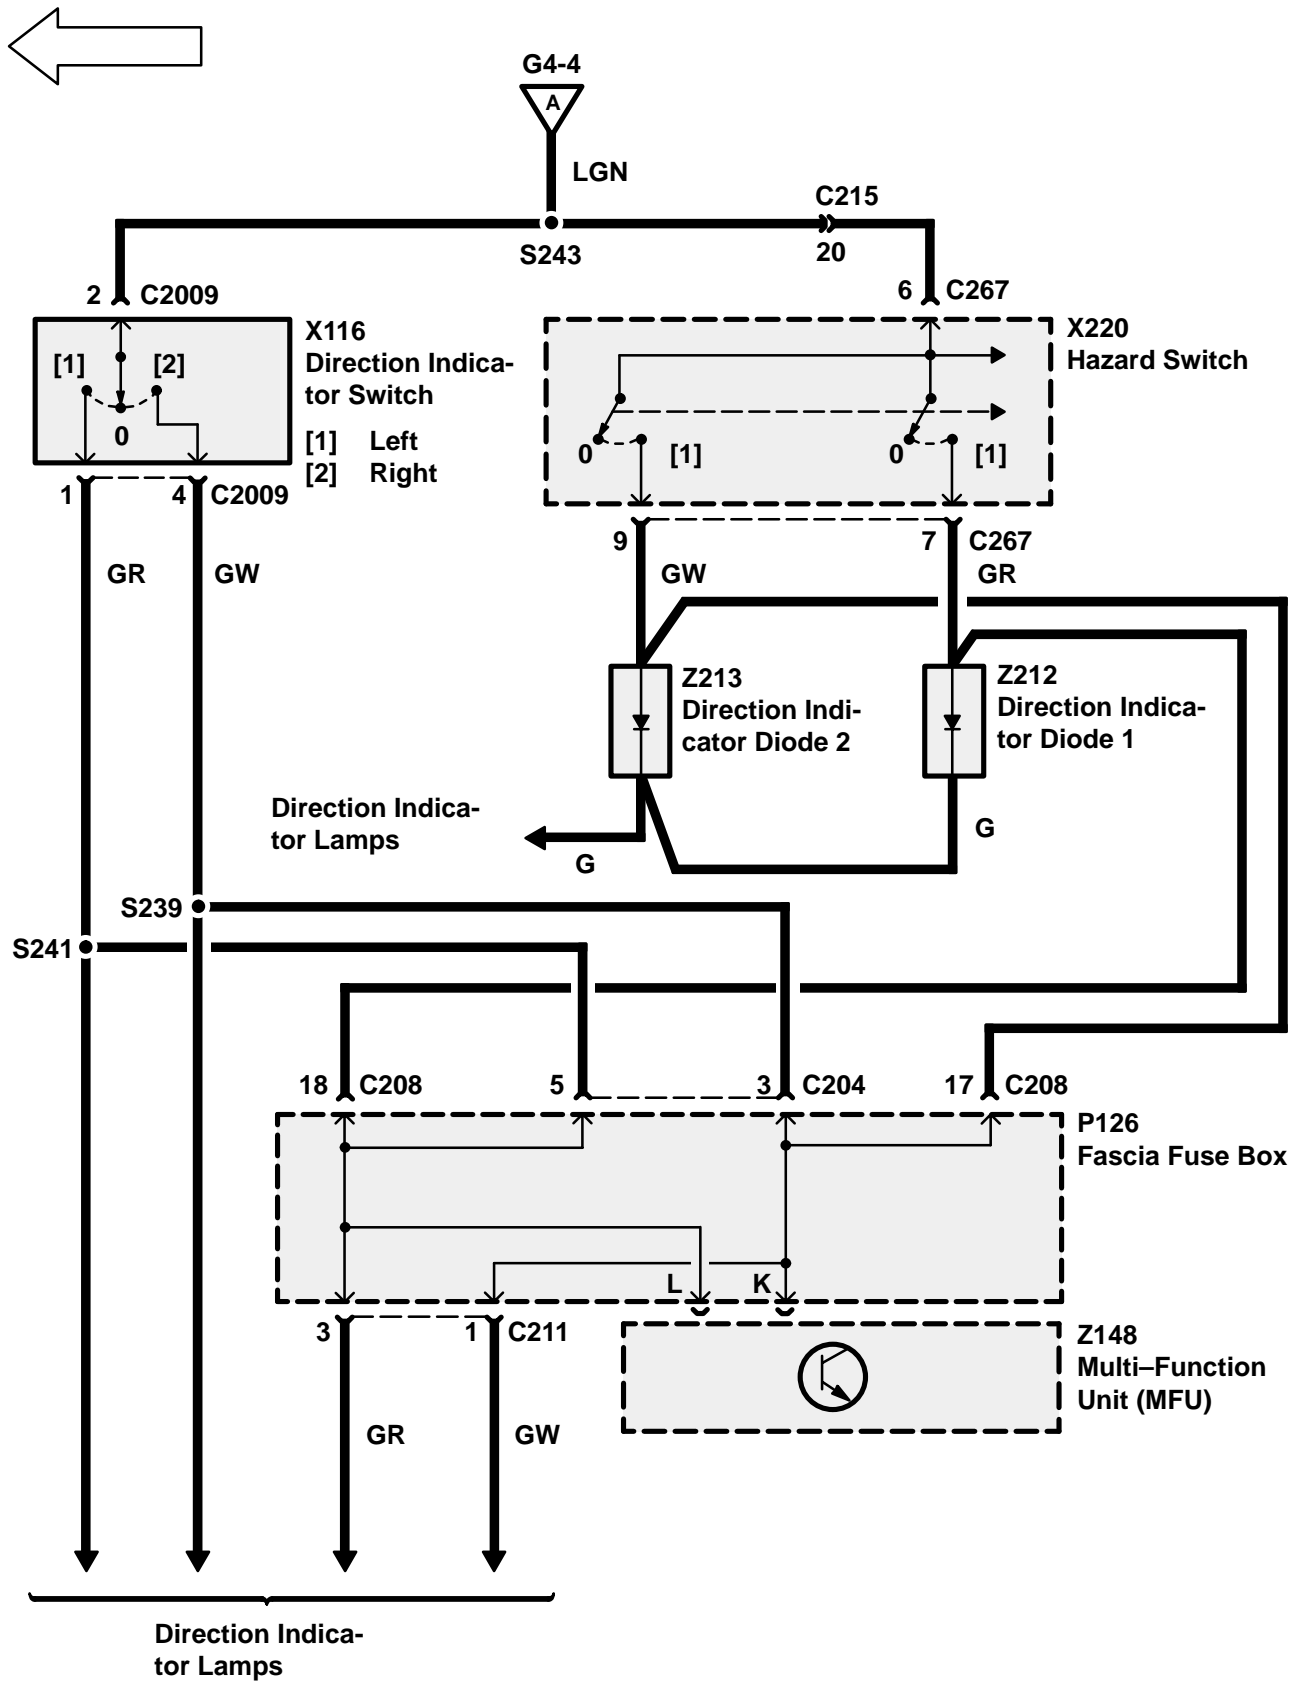 G4-4
A
LGN
C215
S243
20
2 C2009
6 C267
X116
Direction Indica-
tor Switch
[1] Left
[2] Right
[1]
[2]
0
X220
Hazard Switch
0
[1]
0
[1]
1
4 C2009
9
7 C267
GR
GW
GW
GR
Z213
Direction Indi-
cator Diode 2
Z212
Direction Indica-
tor Diode 1
Direction Indica-
tor Lamps
G
G
S239
S241
18 C208
5
3 C204
17 C208
P126
Fascia Fuse Box
L
K
3
1 C211
Z148
Multi–Function
Unit (MFU)
GR
GW
Direction Indica-
tor Lamps